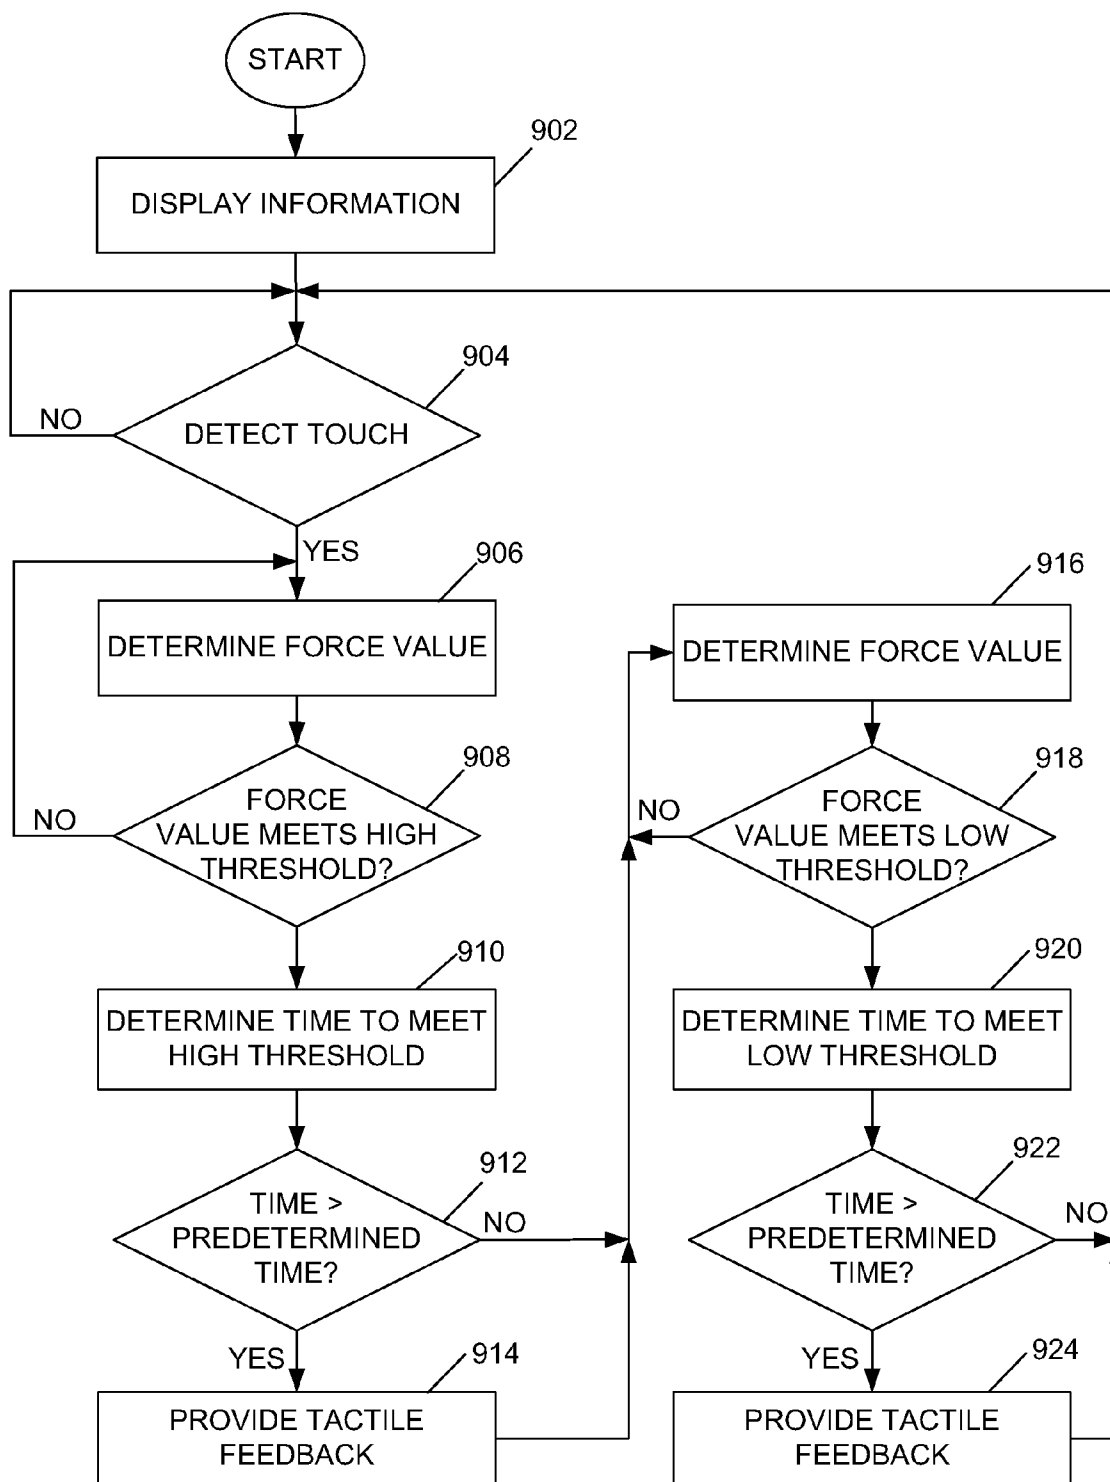 START
902
DISPLAY INFORMATION
904
DETECT TOUCH
NO
YES
906
DETERMINE FORCE VALUE
908
FORCE
VALUE MEETS HIGH
THRESHOLD?
NO
910
DETERMINE TIME TO MEET
HIGH THRESHOLD
912
TIME >
PREDETERMINED
TIME?
NO
YES
914
PROVIDE TACTILE
FEEDBACK
916
DETERMINE FORCE VALUE
918
FORCE
VALUE MEETS LOW
THRESHOLD?
NO
920
DETERMINE TIME TO MEET
LOW THRESHOLD
922
TIME >
PREDETERMINED
TIME?
NO
YES
924
PROVIDE TACTILE
FEEDBACK